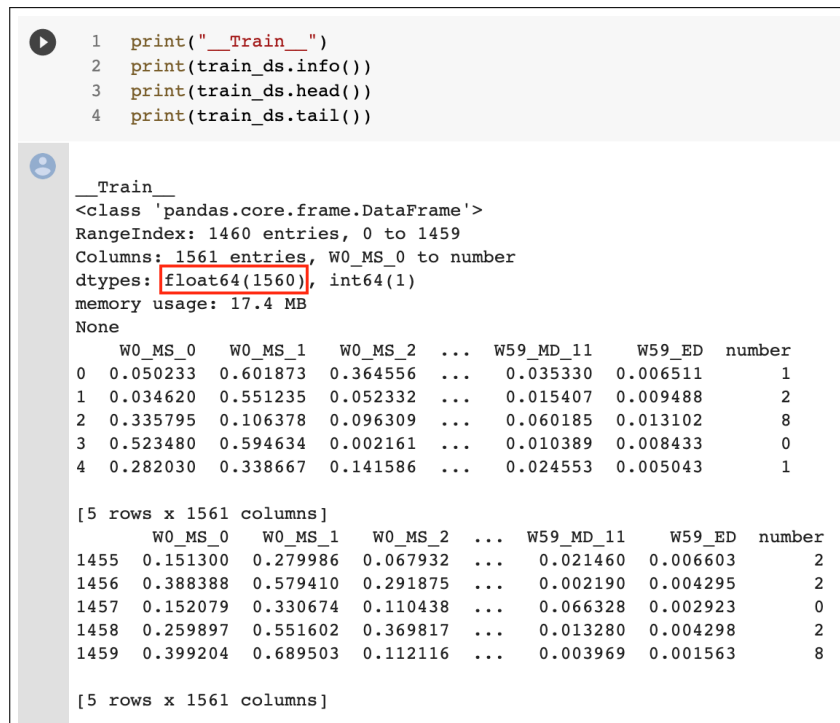 1 print("__Train__")
2 print(train_ds.info())
3 print(train_ds.head())
4 print(train_ds.tail())
__Train__
<class 'pandas.core.frame.DataFrame'>
RangeIndex: 1460 entries, 0 to 1459
Columns: 1561 entries, W0_MS_0 to number
dtypes: float64(1560), int64(1)
memory usage: 17.4 MB
None
W0_MS_0 W0_MS_1 W0_MS_2 ... W59_MD_11 W59_ED number
0 0.050233 0.601873 0.364556 ... 0.035330 0.006511 1
1 0.034620 0.551235 0.052332 ... 0.015407 0.009488 2
2 0.335795 0.106378 0.096309 ... 0.060185 0.013102 8
3 0.523480 0.594634 0.002161 ... 0.010389 0.008433 0
4 0.282030 0.338667 0.141586 ... 0.024553 0.005043 1
[5 rows x 1561 columns]
W0_MS_0 W0_MS_1 W0_MS_2 ... W59_MD_11 W59_ED number
1455 0.151300 0.279986 0.067932 ... 0.021460 0.006603 2
1456 0.388388 0.579410 0.291875 ... 0.002190 0.004295 2
1457 0.152079 0.330674 0.110438 ... 0.066328 0.002923 0
1458 0.259897 0.551602 0.369817 ... 0.013280 0.004298 2
1459 0.399204 0.689503 0.112116 ... 0.003969 0.001563 8
[5 rows x 1561 columns]